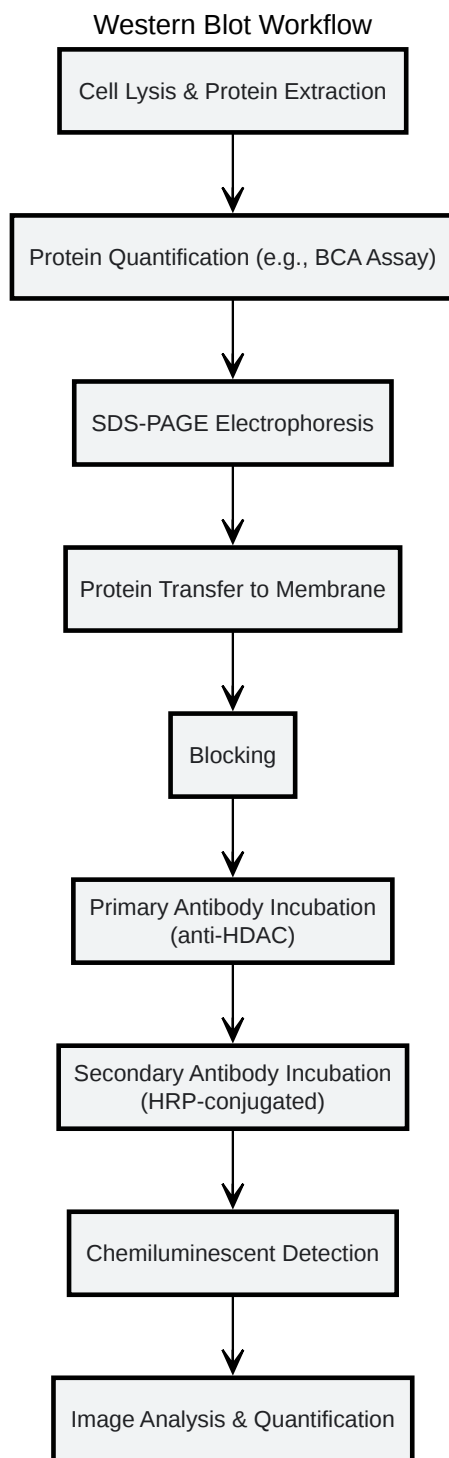 Western Blot Workflow
Cell Lysis & Protein Extraction
Protein Quantification (e.g., BCA Assay)
SDS-PAGE Electrophoresis
Protein Transfer to Membrane
Blocking
Primary Antibody Incubation
(anti-HDAC)
Secondary Antibody Incubation
(HRP-conjugated)
Chemiluminescent Detection
Image Analysis & Quantification